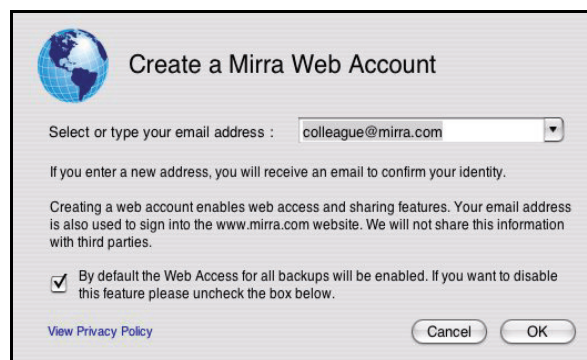 Create a Mirra Web Account
Select or type your email address :
colleague@mirra.com
If you enter a new address, you will receive an email to confirm your identity.
Creating a web account enables web access and sharing features. Your email address
is also used to sign into the www.mirra.com website. We will not share this information
with third parties.
By default the Web Access for all backups will be enabled. If you want to disable
this feature please uncheck the box below.
View Privacy Policy
Cancel
OK